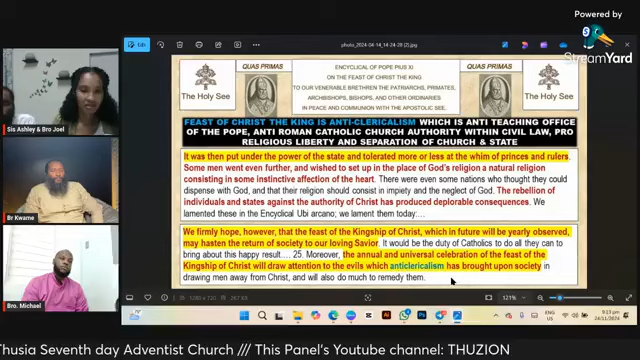 Powered by
StreamYard
Edit
photo_2024-04-14_14-24-28 (2).jpg
The Holy See
QUAS PRIMAS
ENCYCLICAL OF POPE PIUS XI
ON THE FEAST OF CHRIST THE KING
TO OUR VENERABLE BRETHREN THE PATRIARCHS, PRIMATES,
ARCHBISHOPS, BISHOPS, AND OTHER ORDINARIES
IN PEACE AND COMMUNION WITH THE APOSTOLIC SEE.
QUAS PRIMAS
The Holy See
FEAST OF CHRIST THE KING IS ANTI-CLERICALISM WHICH IS ANTI TEACHING OFFICE
OF THE POPE, ANTI ROMAN CATHOLIC CHURCH AUTHORITY WITHIN CIVIL LAW, PRO
RELIGIOUS LIBERTY AND SEPARATION OF CHURCH & STATE
It was then put under the power of the state and tolerated more or less at the whim of princes and rulers.
Some men went even further, and wished to set up in the place of God's religion a natural religion
consisting in some instinctive affection of the heart. There were even some nations who thought they could
dispense with God, and that their religion should consist in impiety and the neglect of God. The rebellion of
individuals and states against the authority of Christ has produced deplorable consequences. We
lamented these in the Encyclical Ubi arcano; we lament them today:...
We firmly hope, however, that the feast of the Kingship of Christ, which in future will be yearly observed,
may hasten the return of society to our loving Savior. It would be the duty of Catholics to do all they can to
bring about this happy result.... 25. Moreover, the annual and universal celebration of the feast of the
Kingship of Christ will draw attention to the evils which anticlericalism has brought upon society in
drawing men away from Christ, and will also do much to remedy them.
Sis Ashley & Bro Joel
Br Kwame
Bro. Michael
121%
9:13 pm
24/11/2024
Thusia Seventh day Adventist Church /// This Panel's Youtube channel: THUZION